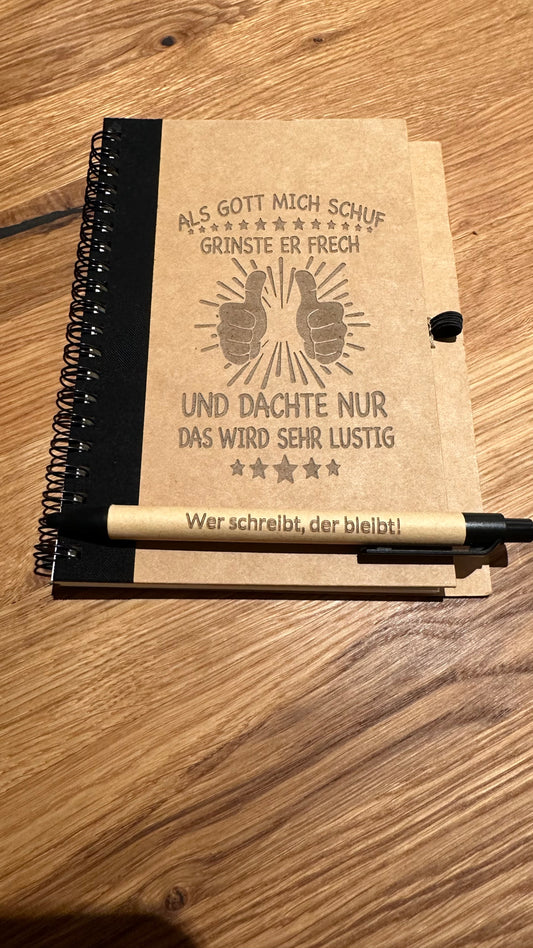 ALS GOTT MICH SCHUF
GRINSTE ER FRECH
UND DACHTE NUR
DAS WIRD SEHR LUSTIG
Wer schreibt, der bleibt!